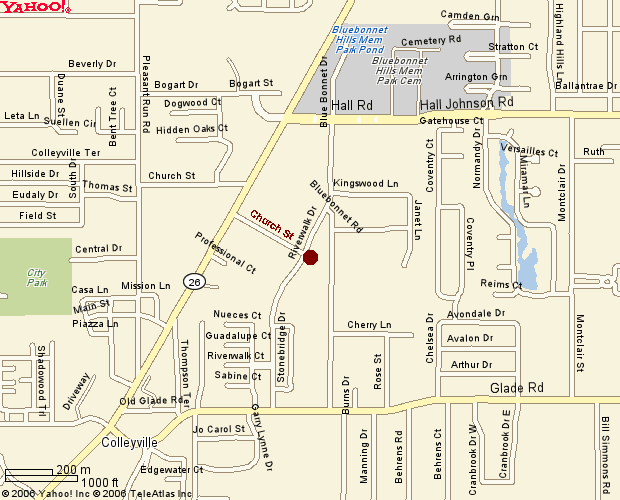 YAHOO!
Camden Grn
Bluebonnet
Hills Mem
Park Pond
Cemetery Rd
Stratton Ct
Highland Hills Ln
Beverly Dr
Pleasant Run Rd
Bluebonnet
Hills Mem
Park Cem
Blue Bonnet Dr
Arrington Grn
Ballantrae Dr
Duane St
Bent Tree Ct
Bogart Dr
Bogart St
Dogwood Ct
Hall Rd
Hall Johnson Rd
Leta Ln
Suellen Cir
Hidden Oaks Ct
Gatehouse Ct
Colleyville Ter
Coventry Ct
Normandy Dr
Versailles Ct
Ruth
Hillside Dr
South Dr
Church St
Kingswood Ln
Miramar Ln
Montclair Dr
Thomas St
Eudaly Dr
Bluebonnet Rd
Janet Ln
Field St
Church St
Riverwalk Dr
Coventry Pl
Central Dr
Professional Ct
City
Park
26
Casa Ln
Mission Ln
Reims Ct
Main St
Piazza Ln
Nueces Ct
Stonebridge Dr
Cherry Ln
Chelsea Dr
Avondale Dr
Montclair St
Guadalupe Ct
Avalon Dr
Shadowood Trl
Thompson Ter
Riverwalk Ct
Rose St
Arthur Dr
Driveway
Sabine Ct
Burns Dr
Glade Rd
Old Glade Rd
Garry Lynne Dr
Jo Carol St
Colleyville
Manning Dr
Behrens Rd
Behrens Ct
Cranbrook Dr W
Cranbrook Dr E
Bill Simmons Rd
Edgewater Ct
200 m
1000 ft
© 2006 Yahoo! Inc © 2006 TeleAtlas Inc